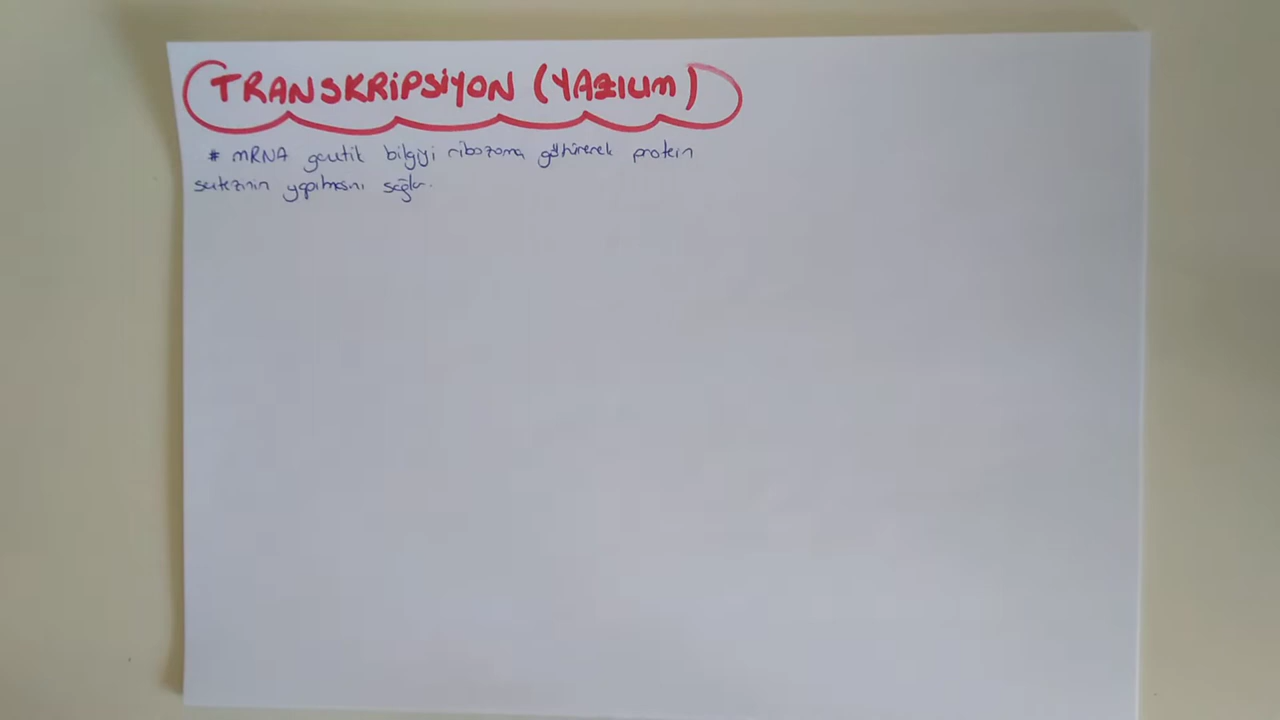 TRANSKRİPSİYON (YAZILIM)
* mRNA genetik bilgiyi ribozoma götürerek protein
sentezinin yapılmasını sağlar.